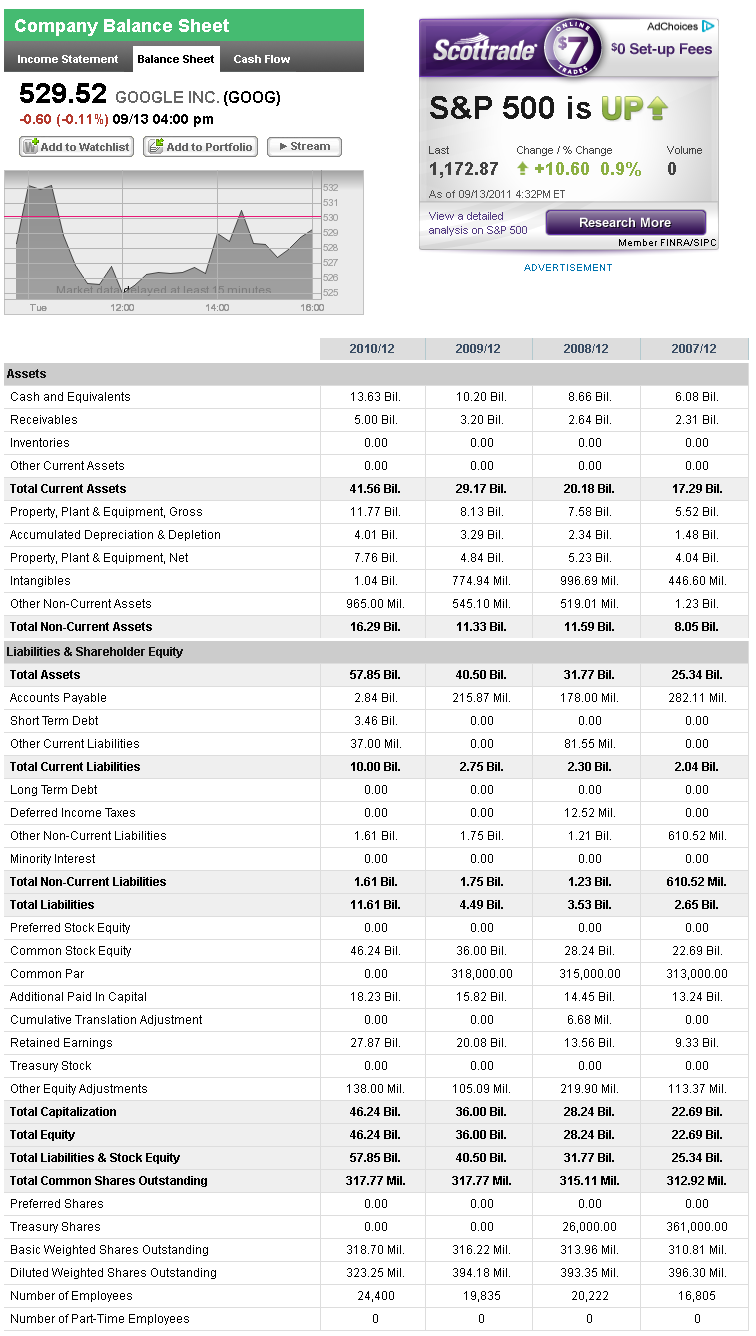 Company Balance Sheet
Income Statement Balance Sheet Cash Flow
529.52 GOOGLE INC. (GOOG)
-0.60 (-0.11%) 09/13 04:00 pm
Add to Watchlist Add to Portfolio Stream
532
531
530
529
528
527
526
525
Market data delayed at least 15 minutes
Tue 12:00 14:00 16:00
AdChoices
Scottrade ONLINE $7 TRADES $0 Set-up Fees
S&P 500 is UP
Last Change / % Change Volume
1,172.87 +10.60 0.9% 0
As of 09/13/2011 4:32PM ET
View a detailed
analysis on S&P 500
Research More
Member FINRA/SIPC
ADVERTISEMENT
2010/12 2009/12 2008/12 2007/12
Assets
Cash and Equivalents 13.63 Bil. 10.20 Bil. 8.66 Bil. 6.08 Bil.
Receivables 5.00 Bil. 3.20 Bil. 2.64 Bil. 2.31 Bil.
Inventories 0.00 0.00 0.00 0.00
Other Current Assets 0.00 0.00 0.00 0.00
Total Current Assets 41.56 Bil. 29.17 Bil. 20.18 Bil. 17.29 Bil.
Property, Plant & Equipment, Gross 11.77 Bil. 8.13 Bil. 7.58 Bil. 5.52 Bil.
Accumulated Depreciation & Depletion 4.01 Bil. 3.29 Bil. 2.34 Bil. 1.48 Bil.
Property, Plant & Equipment, Net 7.76 Bil. 4.84 Bil. 5.23 Bil. 4.04 Bil.
Intangibles 1.04 Bil. 774.94 Mil. 996.69 Mil. 446.60 Mil.
Other Non-Current Assets 965.00 Mil. 545.10 Mil. 519.01 Mil. 1.23 Bil.
Total Non-Current Assets 16.29 Bil. 11.33 Bil. 11.59 Bil. 8.05 Bil.
Liabilities & Shareholder Equity
Total Assets 57.85 Bil. 40.50 Bil. 31.77 Bil. 25.34 Bil.
Accounts Payable 2.84 Bil. 215.87 Mil. 178.00 Mil. 282.11 Mil.
Short Term Debt 3.46 Bil. 0.00 0.00 0.00
Other Current Liabilities 37.00 Mil. 0.00 81.55 Mil. 0.00
Total Current Liabilities 10.00 Bil. 2.75 Bil. 2.30 Bil. 2.04 Bil.
Long Term Debt 0.00 0.00 0.00 0.00
Deferred Income Taxes 0.00 0.00 12.52 Mil. 0.00
Other Non-Current Liabilities 1.61 Bil. 1.75 Bil. 1.21 Bil. 610.52 Mil.
Minority Interest 0.00 0.00 0.00 0.00
Total Non-Current Liabilities 1.61 Bil. 1.75 Bil. 1.23 Bil. 610.52 Mil.
Total Liabilities 11.61 Bil. 4.49 Bil. 3.53 Bil. 2.65 Bil.
Preferred Stock Equity 0.00 0.00 0.00 0.00
Common Stock Equity 46.24 Bil. 36.00 Bil. 28.24 Bil. 22.69 Bil.
Common Par 0.00 318,000.00 315,000.00 313,000.00
Additional Paid In Capital 18.23 Bil. 15.82 Bil. 14.45 Bil. 13.24 Bil.
Cumulative Translation Adjustment 0.00 0.00 6.68 Mil. 0.00
Retained Earnings 27.87 Bil. 20.08 Bil. 13.56 Bil. 9.33 Bil.
Treasury Stock 0.00 0.00 0.00 0.00
Other Equity Adjustments 138.00 Mil. 105.09 Mil. 219.90 Mil. 113.37 Mil.
Total Capitalization 46.24 Bil. 36.00 Bil. 28.24 Bil. 22.69 Bil.
Total Equity 46.24 Bil. 36.00 Bil. 28.24 Bil. 22.69 Bil.
Total Liabilities & Stock Equity 57.85 Bil. 40.50 Bil. 31.77 Bil. 25.34 Bil.
Total Common Shares Outstanding 317.77 Mil. 317.77 Mil. 315.11 Mil. 312.92 Mil.
Preferred Shares 0.00 0.00 0.00 0.00
Treasury Shares 0.00 0.00 26,000.00 361,000.00
Basic Weighted Shares Outstanding 318.70 Mil. 316.22 Mil. 313.96 Mil. 310.81 Mil.
Diluted Weighted Shares Outstanding 323.25 Mil. 394.18 Mil. 393.35 Mil. 396.30 Mil.
Number of Employees 24,400 19,835 20,222 16,805
Number of Part-Time Employees 0 0 0 0